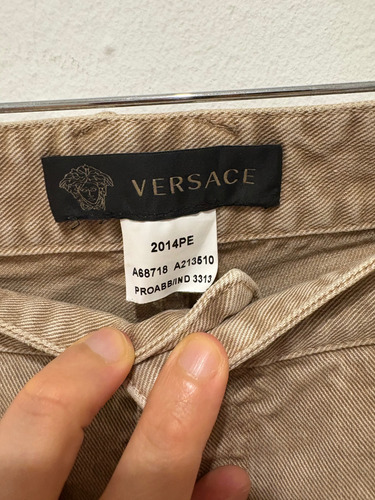 VERSACE
2014PE
A68718 A213510
PROABB/IND 3313